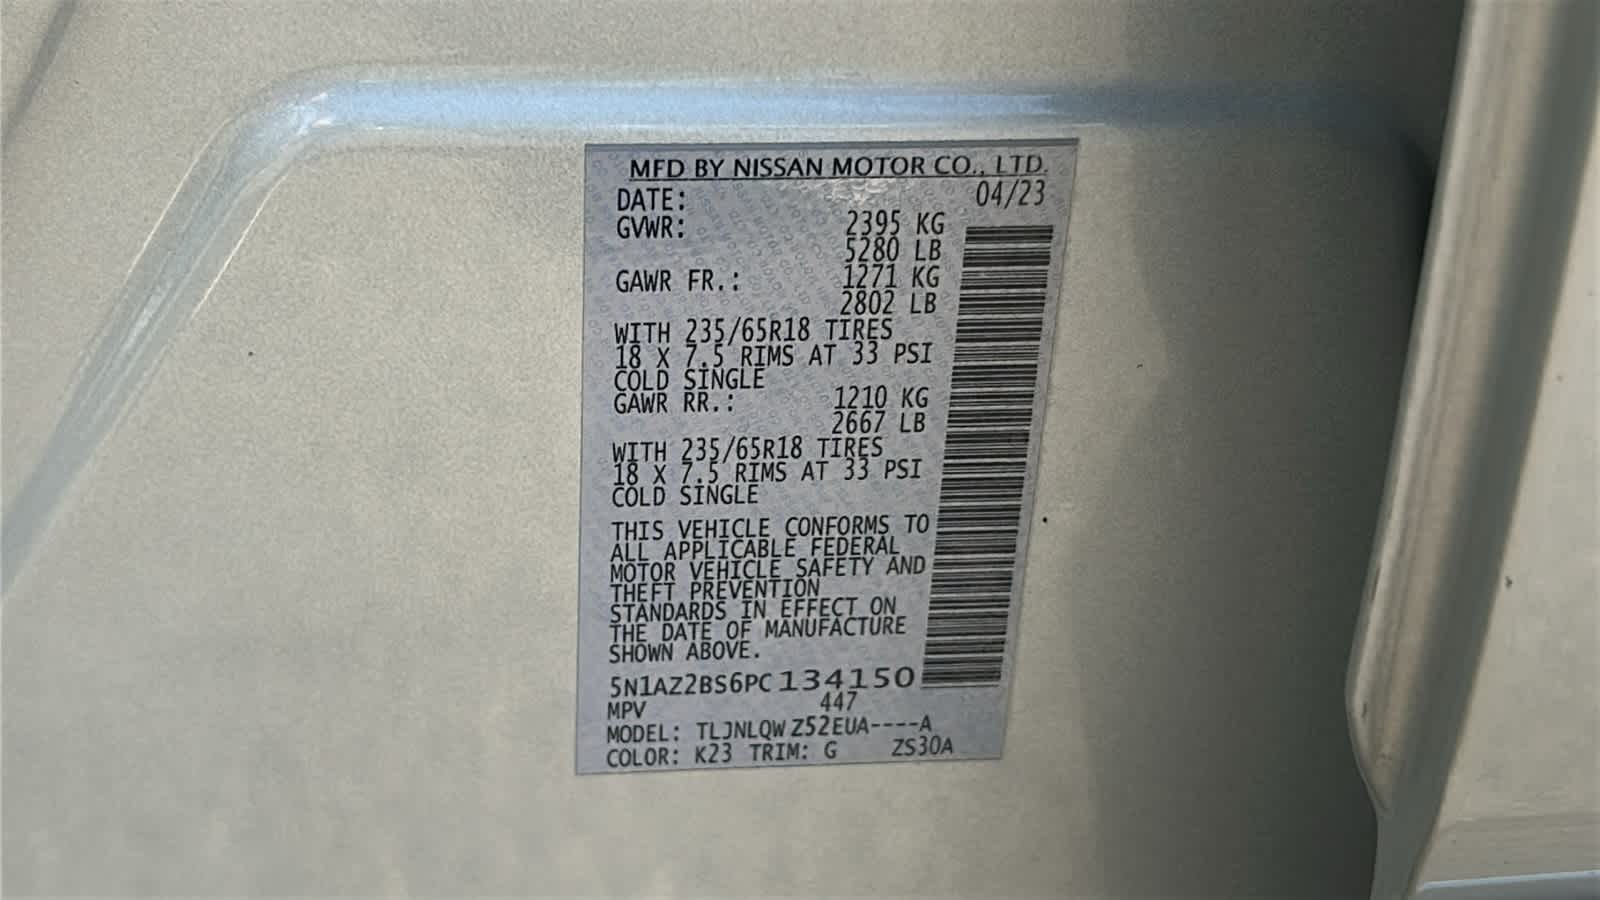 MFD BY NISSAN MOTOR CO., LTD.
DATE: 04/23
GVWR: 2395 KG
5280 LB
GAWR FR.: 1271 KG
2802 LB
WITH 235/65R18 TIRES
18 X 7.5 RIMS AT 33 PSI
COLD SINGLE
GAWR RR.: 1210 KG
2667 LB
WITH 235/65R18 TIRES
18 X 7.5 RIMS AT 33 PSI
COLD SINGLE
THIS VEHICLE CONFORMS TO
ALL APPLICABLE FEDERAL
MOTOR VEHICLE SAFETY AND
THEFT PREVENTION
STANDARDS IN EFFECT ON
THE DATE OF MANUFACTURE
SHOWN ABOVE.
5N1AZ2BS6PC134150
MPV 447
MODEL: TLJNLQWZ52EUA----A
COLOR: K23 TRIM: G ZS30A